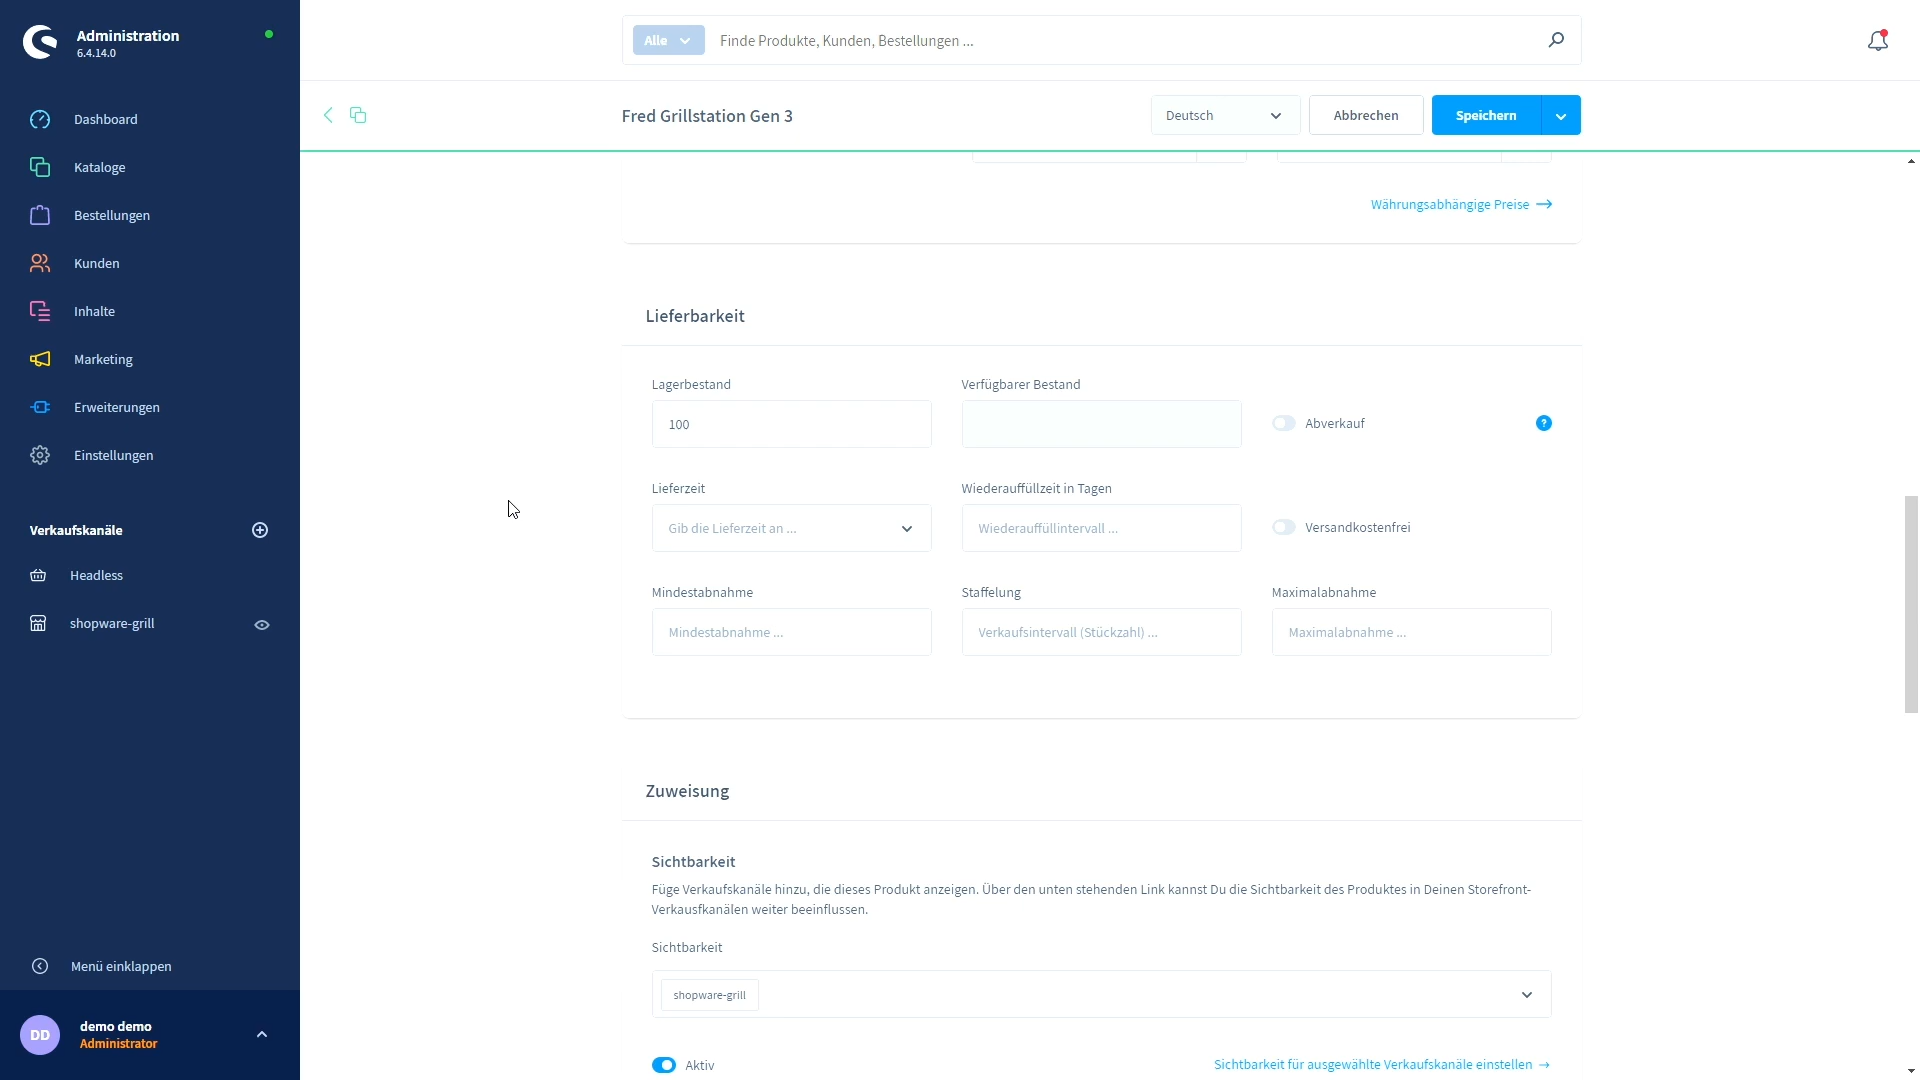 Administration
6.4.14.0
Alle
Finde Produkte, Kunden, Bestellungen ...
Fred Grillstation Gen 3
Deutsch
Abbrechen
Speichern
Dashboard
Kataloge
Bestellungen
Kunden
Inhalte
Marketing
Erweiterungen
Einstellungen
Verkaufskanäle
Headless
shopware-grill
Menü einklappen
DD
demo demo
Administrator
Währungsabhängige Preise
Lieferbarkeit
Lagerbestand
Verfügbarer Bestand
100
Abverkauf
?
Lieferzeit
Wiederauffüllzeit in Tagen
Gib die Lieferzeit an ...
Wiederauffüllintervall ...
Versandkostenfrei
Mindestabnahme
Staffelung
Maximalabnahme
Mindestabnahme ...
Verkaufsintervall (Stückzahl) ...
Maximalabnahme ...
Zuweisung
Sichtbarkeit
Füge Verkaufskanäle hinzu, die dieses Produkt anzeigen. Über den unten stehenden Link kannst Du die Sichtbarkeit des Produktes in Deinen Storefront-
Verkausfkanälen weiter beeinflussen.
Sichtbarkeit
shopware-grill
Aktiv
Sichtbarkeit für ausgewählte Verkaufskanäle einstellen